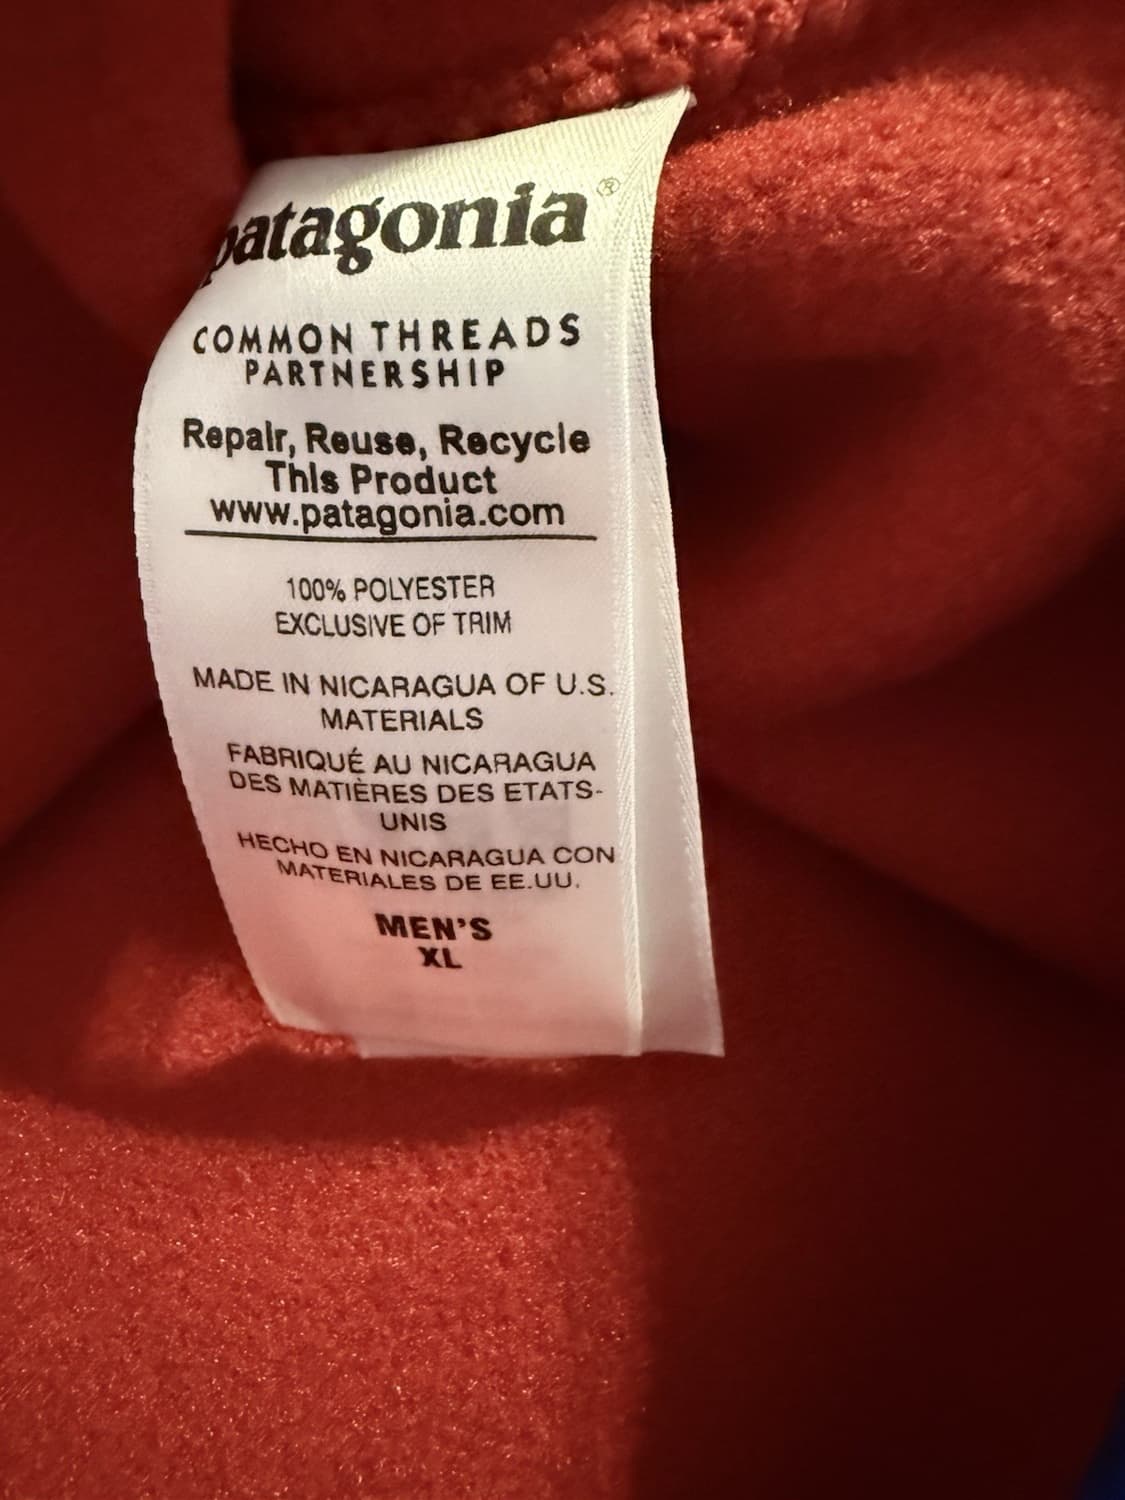 patagonia®
COMMON THREADS
PARTNERSHIP
Repair, Reuse, Recycle
This Product
www.patagonia.com
100% POLYESTER
EXCLUSIVE OF TRIM
MADE IN NICARAGUA OF U.S.
MATERIALS
FABRIQUÉ AU NICARAGUA
DES MATIÈRES DES ETATS-
UNIS
HECHO EN NICARAGUA CON
MATERIALES DE EE.UU.
MEN'S
XL